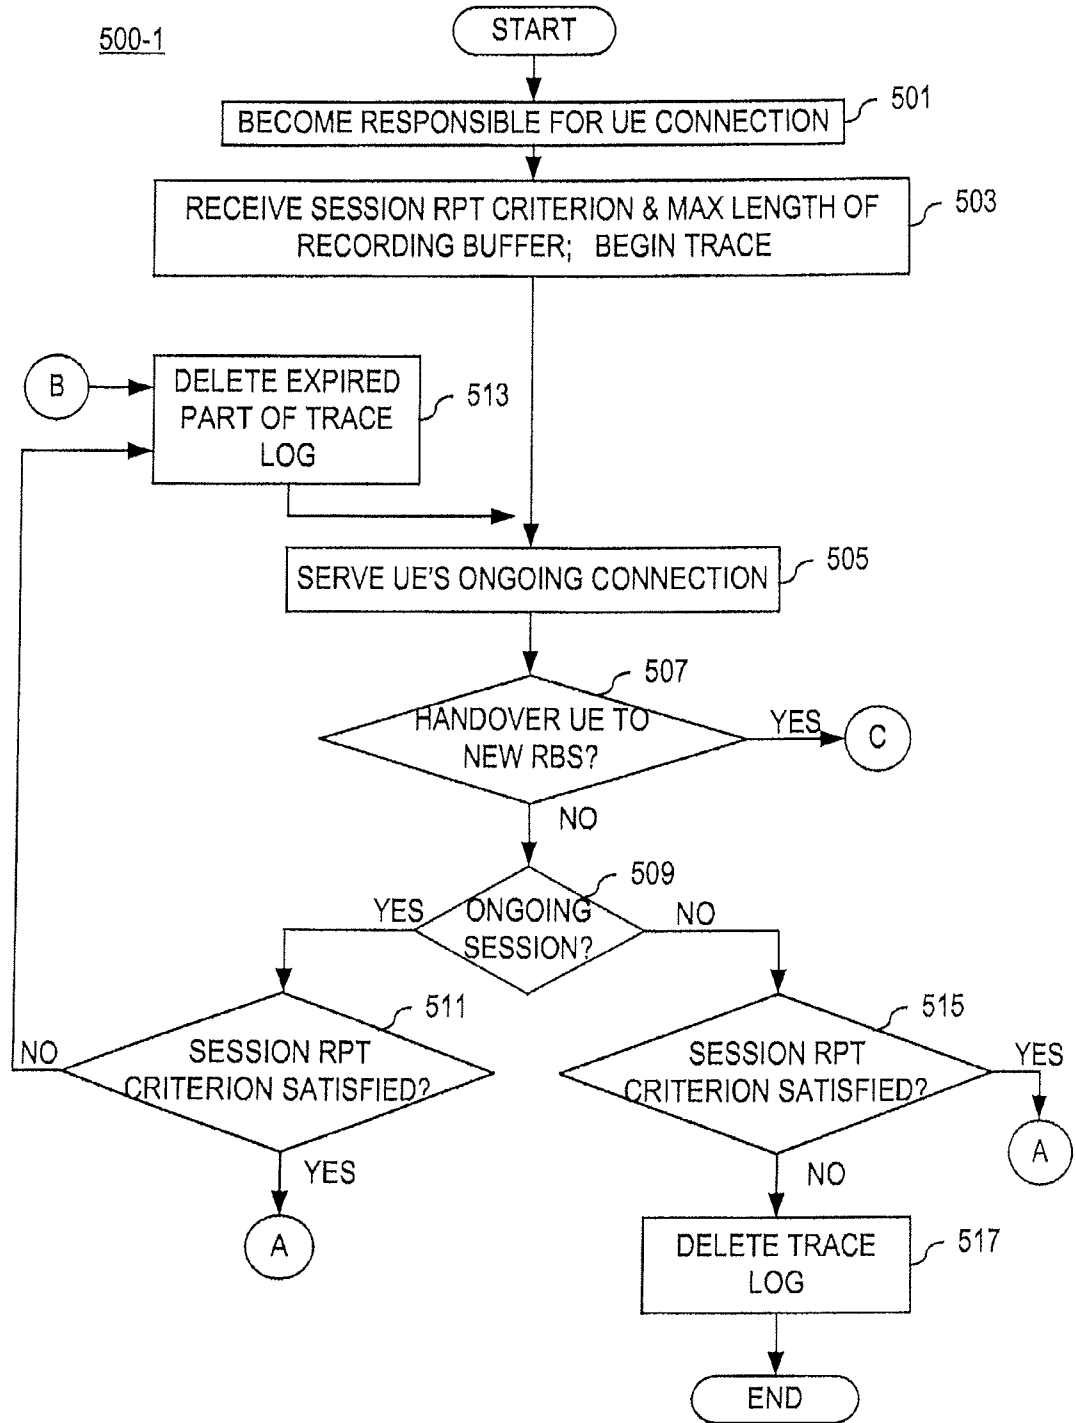 500-1
START
BECOME RESPONSIBLE FOR UE CONNECTION
501
RECEIVE SESSION RPT CRITERION & MAX LENGTH OF
RECORDING BUFFER; BEGIN TRACE
503
B
DELETE EXPIRED
PART OF TRACE
LOG
513
SERVE UE'S ONGOING CONNECTION
505
HANDOVER UE TO
NEW RBS?
507
YES
C
NO
ONGOING
SESSION?
509
YES
NO
SESSION RPT
CRITERION SATISFIED?
511
NO
YES
A
SESSION RPT
CRITERION SATISFIED?
515
YES
A
NO
DELETE TRACE
LOG
517
END